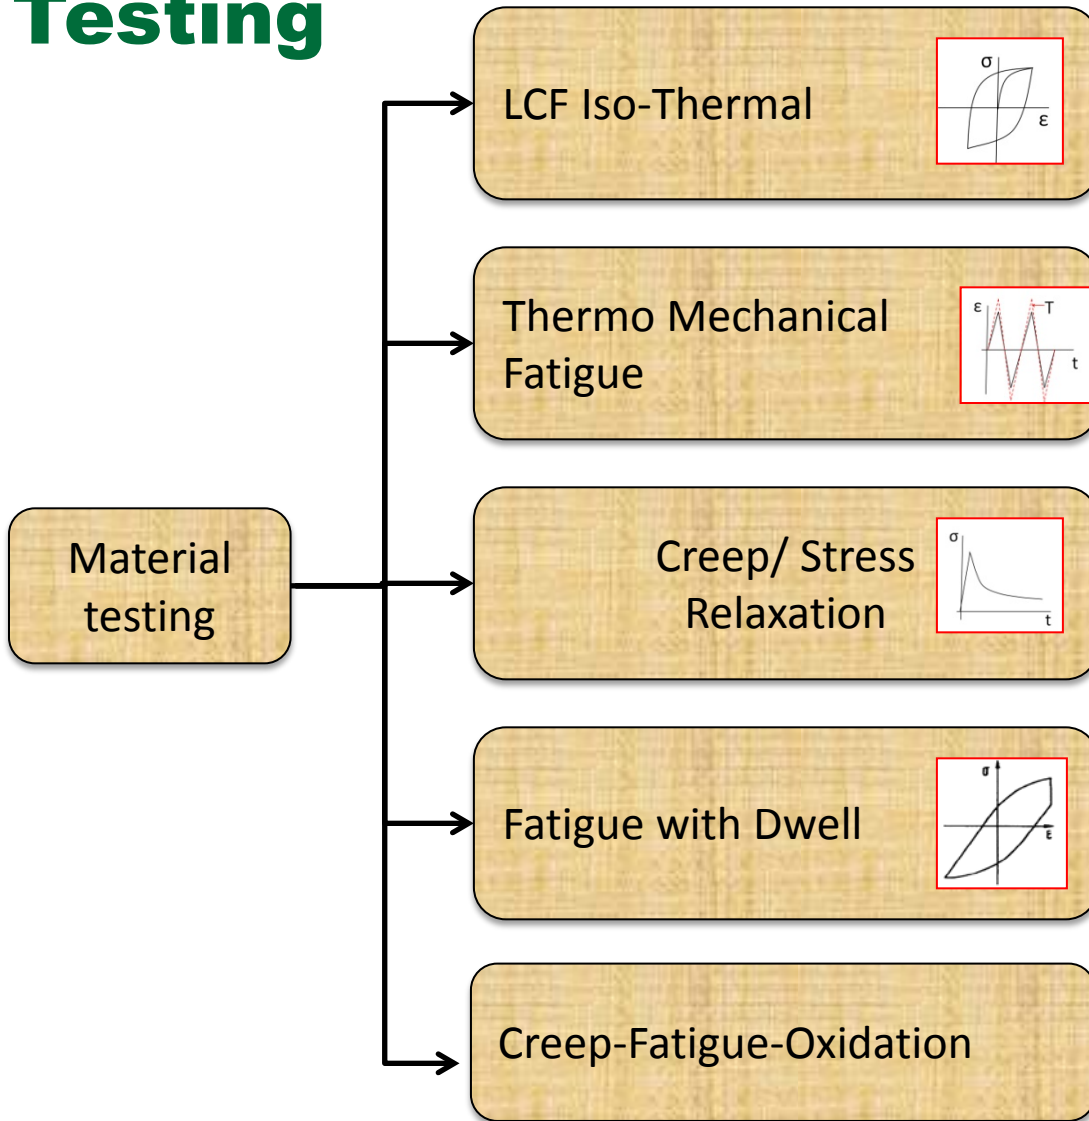 Testing
LCF Iso-Thermal
σ
ε
Thermo Mechanical
Fatigue
ε
T
t
Material
testing
Creep/ Stress
Relaxation
σ
t
Fatigue with Dwell
σ
ε
Creep-Fatigue-Oxidation